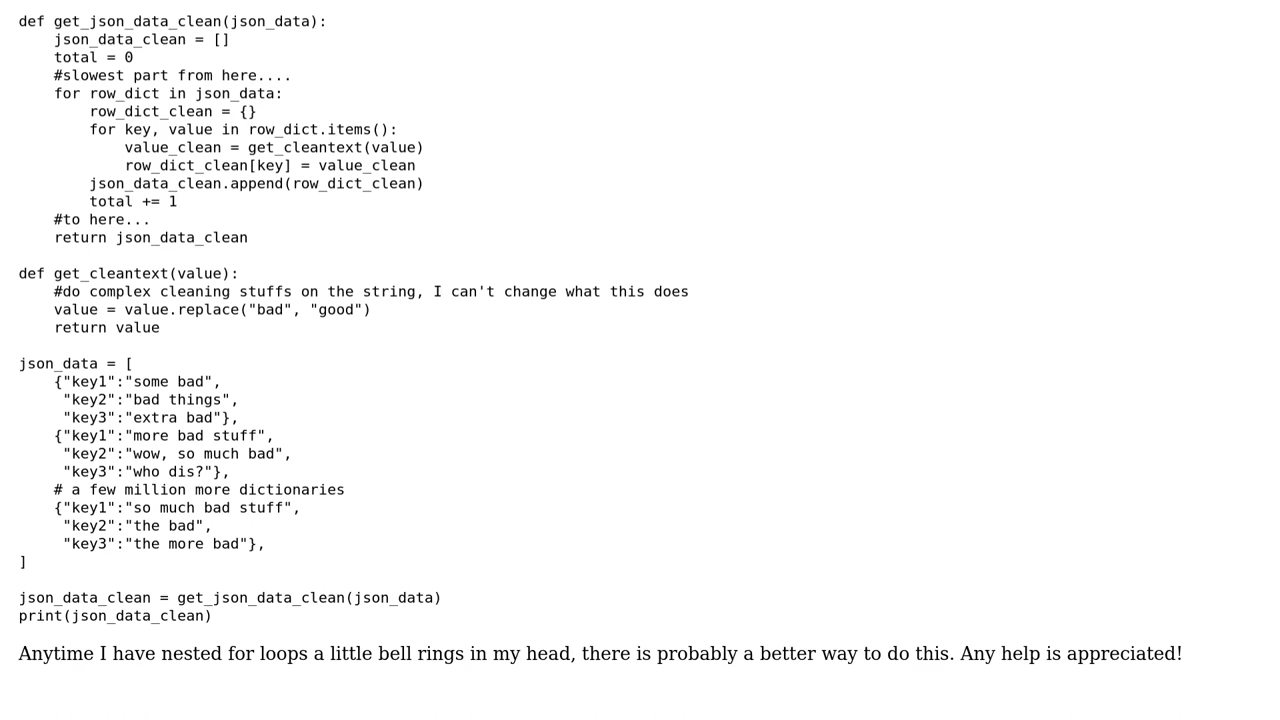 def get_json_data_clean(json_data):
    json_data_clean = []
    total = 0
    #slowest part from here....
    for row_dict in json_data:
        row_dict_clean = {}
        for key, value in row_dict.items():
            value_clean = get_cleantext(value)
            row_dict_clean[key] = value_clean
        json_data_clean.append(row_dict_clean)
        total += 1
    #to here...
    return json_data_clean

def get_cleantext(value):
    #do complex cleaning stuffs on the string, I can't change what this does
    value = value.replace("bad", "good")
    return value

json_data = [
    {"key1":"some bad",
     "key2":"bad things",
     "key3":"extra bad"},
    {"key1":"more bad stuff",
     "key2":"wow, so much bad",
     "key3":"who dis?"},
    # a few million more dictionaries
    {"key1":"so much bad stuff",
     "key2":"the bad",
     "key3":"the more bad"},
]

json_data_clean = get_json_data_clean(json_data)
print(json_data_clean)
Anytime I have nested for loops a little bell rings in my head, there is probably a better way to do this. Any help is appreciated!